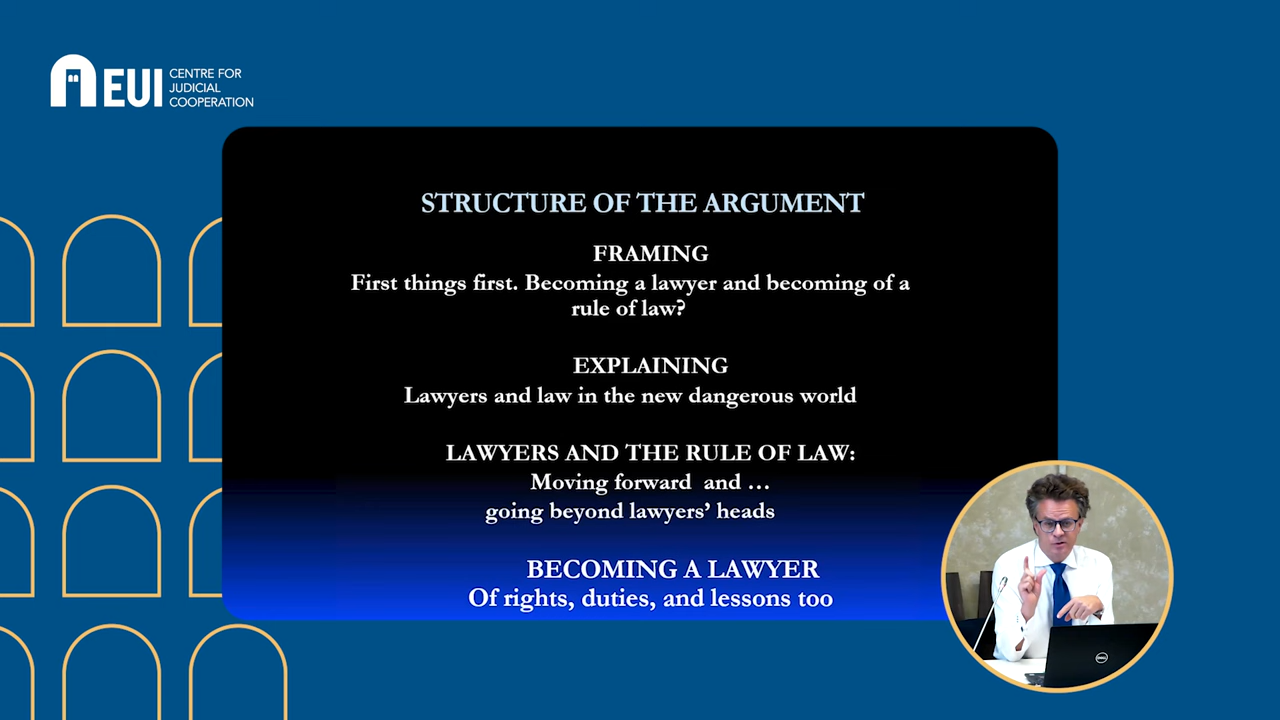 EUI
CENTRE FOR
JUDICIAL
COOPERATION
STRUCTURE OF THE ARGUMENT
FRAMING
First things first. Becoming a lawyer and becoming of a
rule of law?
EXPLAINING
Lawyers and law in the new dangerous world
LAWYERS AND THE RULE OF LAW:
Moving forward and …
going beyond lawyers’ heads
BECOMING A LAWYER
Of rights, duties, and lessons too
DELL